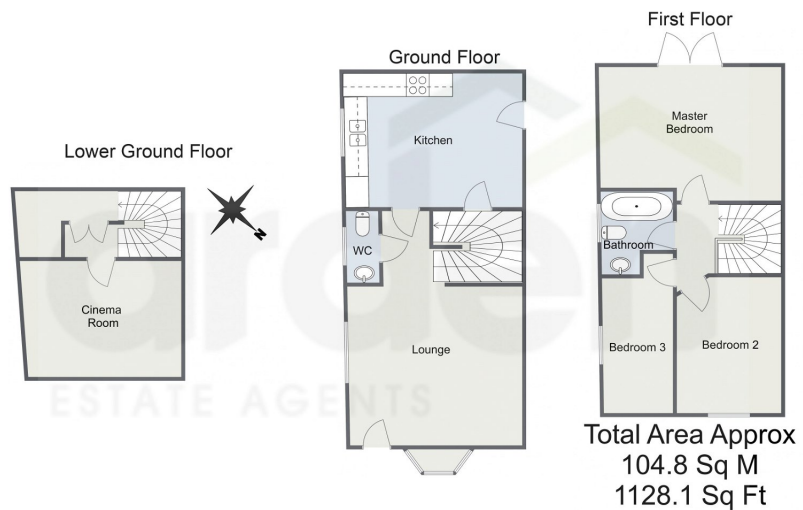 First Floor
Ground Floor
Lower Ground Floor
Master
Bedroom
Kitchen
WC
Bathroom
Cinema
Room
Lounge
Bedroom 3
Bedroom 2
N
arden
ESTATE AGENTS
Total Area Approx
104.8 Sq M
1128.1 Sq Ft